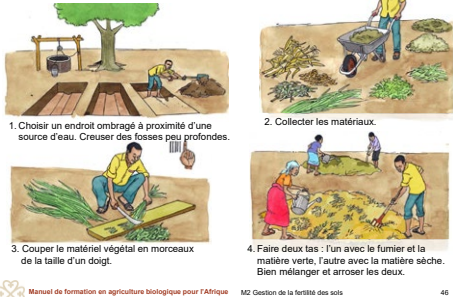 1. Choisir un endroit ombragé à proximité d'une
source d'eau. Creuser des fosses peu profondes.
2. Collecter les matériaux.
3. Couper le matériel végétal en morceaux
de la taille d'un doigt.
4. Faire deux tas : l'un avec le fumier et la
matière verte, l'autre avec la matière sèche.
Bien mélanger et arroser les deux.
Manuel de formation en agriculture biologique pour l'Afrique M2 Gestion de la fertilité des sols 46